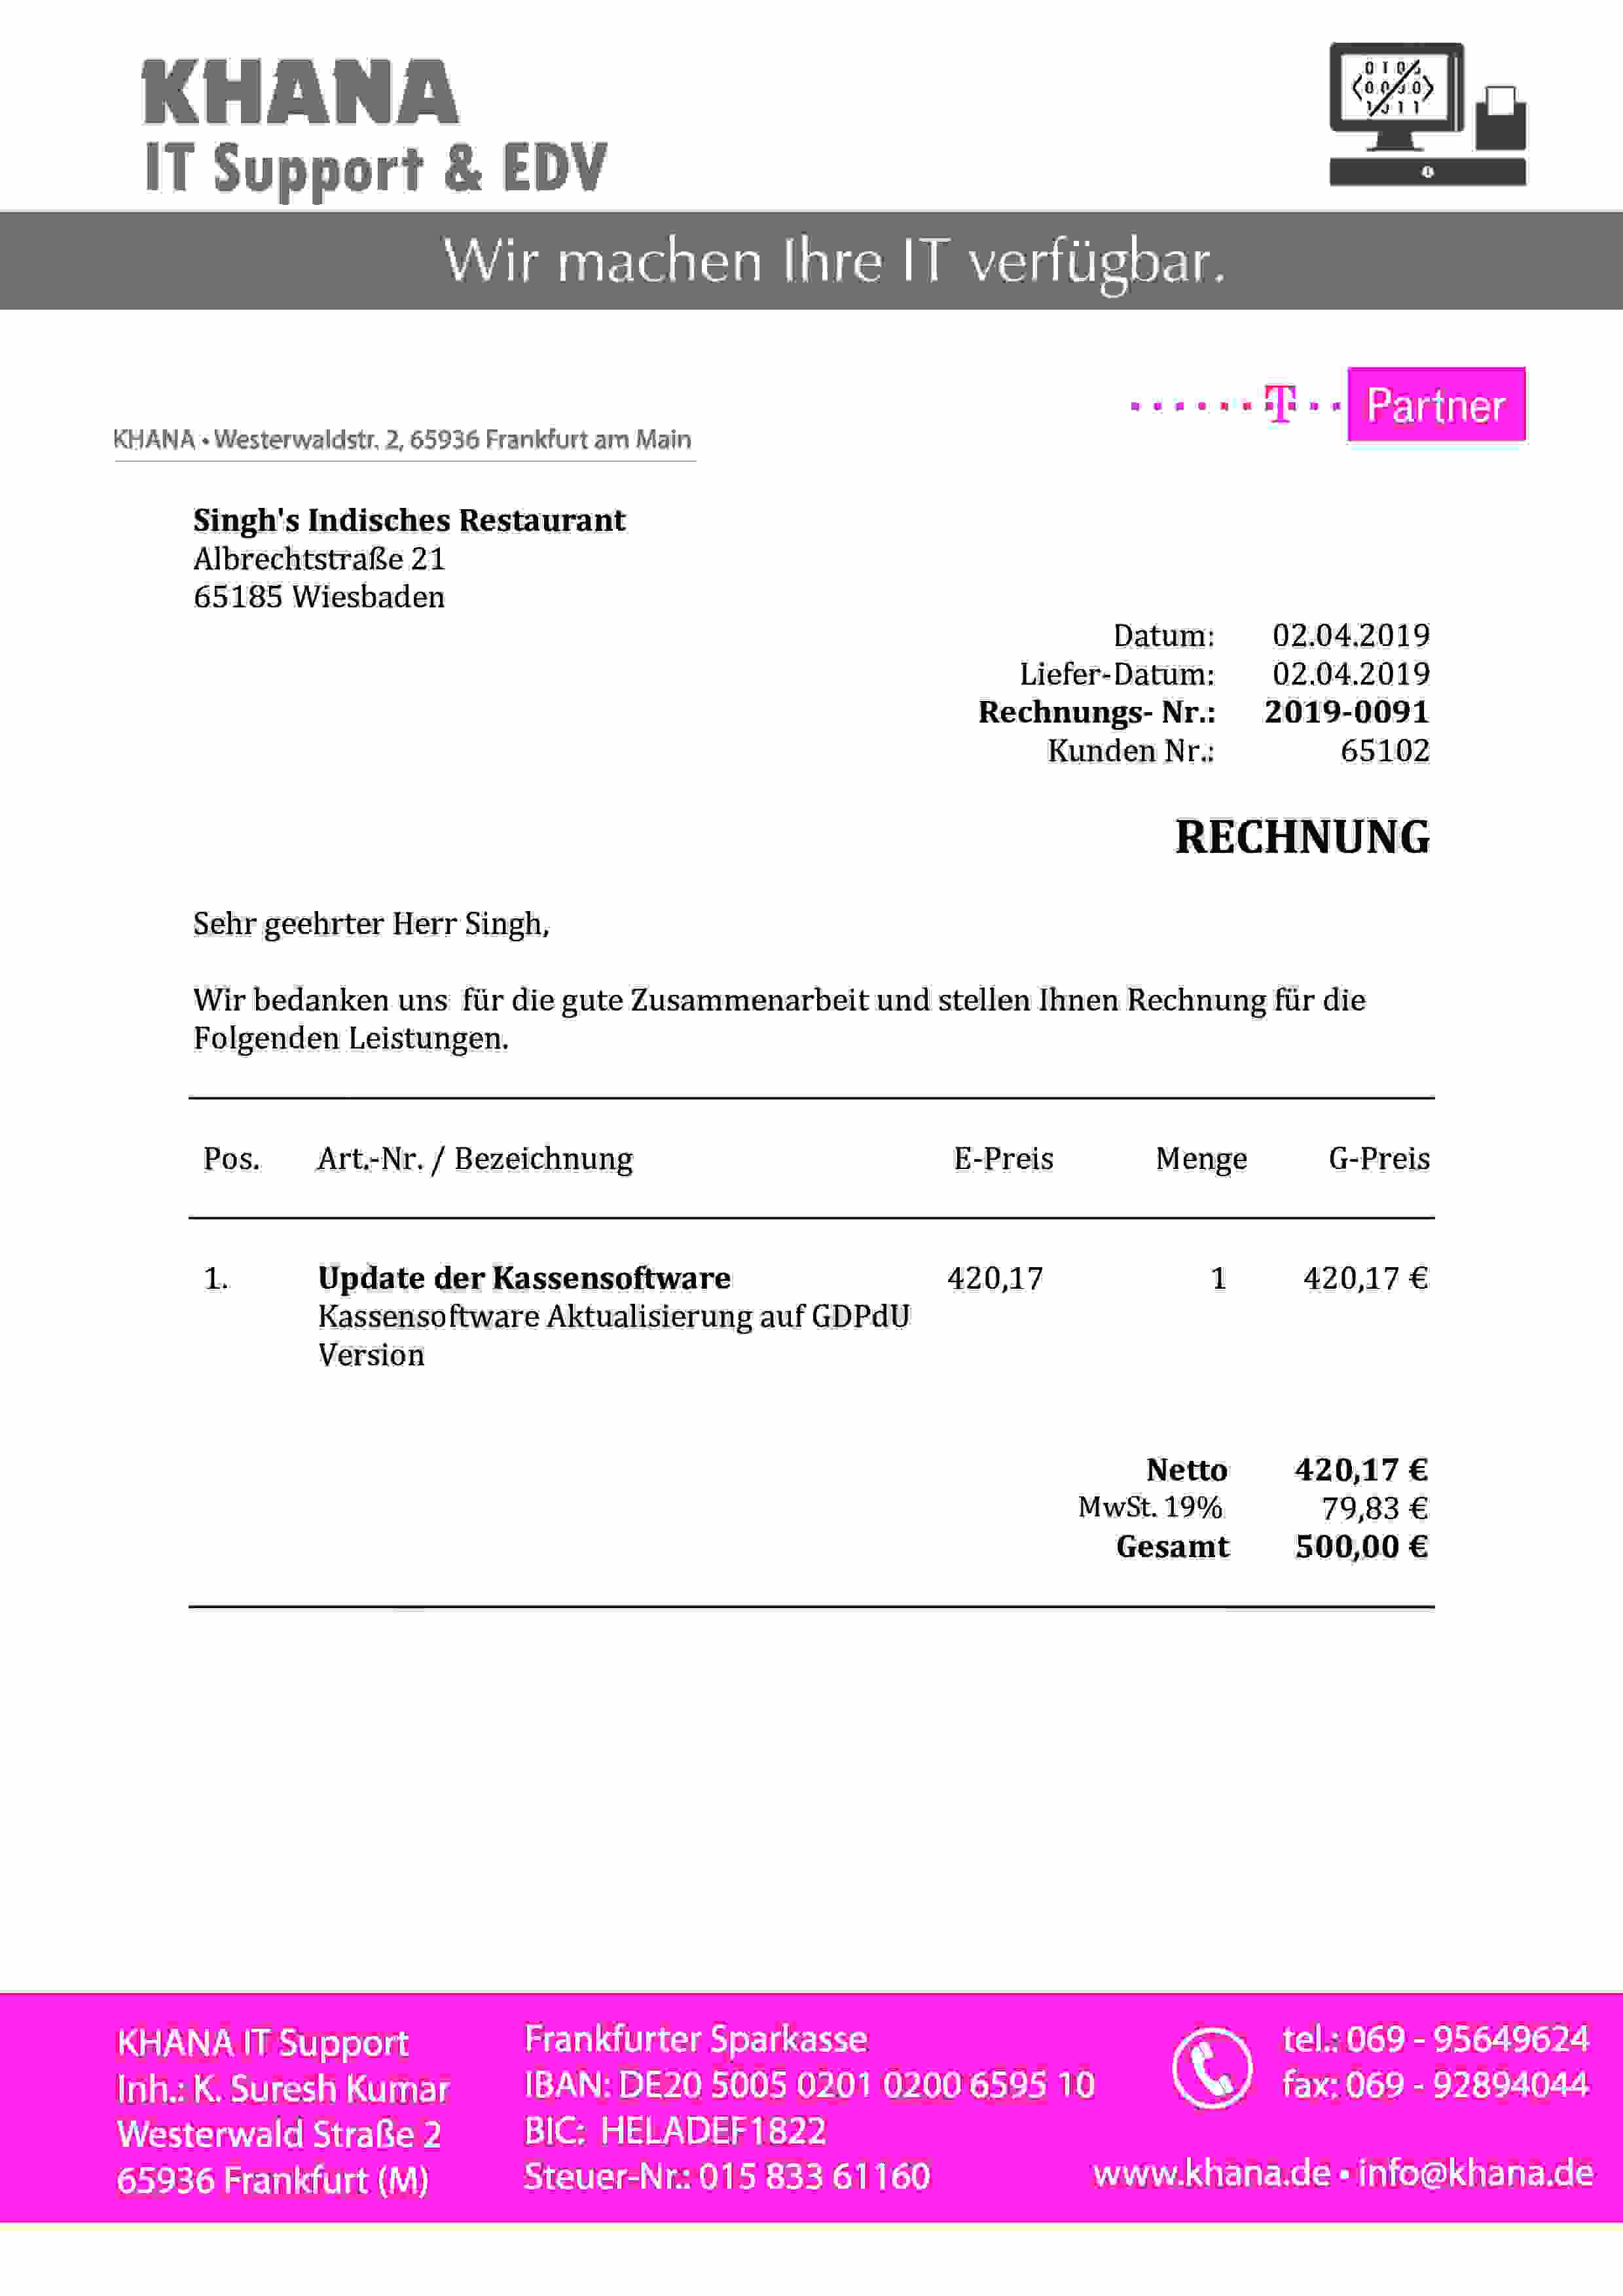 KHANA
IT Support & EDV
Wir machen Ihre IT verfügbar.
T Partner
KHANA • Westerwaldstr. 2, 65936 Frankfurt am Main
Singh's Indisches Restaurant
Albrechtstraße 21
65185 Wiesbaden
Datum: 02.04.2019
Liefer-Datum: 02.04.2019
Rechnungs- Nr.: 2019-0091
Kunden Nr.: 65102
RECHNUNG
Sehr geehrter Herr Singh,
Wir bedanken uns für die gute Zusammenarbeit und stellen Ihnen Rechnung für die
Folgenden Leistungen.
Pos. Art.-Nr. / Bezeichnung E-Preis Menge G-Preis
1. Update der Kassensoftware 420,17 1 420,17 €
Kassensoftware Aktualisierung auf GDPdU
Version
Netto 420,17 €
MwSt. 19% 79,83 €
Gesamt 500,00 €
KHANA IT Support
Inh.: K. Suresh Kumar
Westerwald Straße 2
65936 Frankfurt (M)
Frankfurter Sparkasse
IBAN: DE20 5005 0201 0200 6595 10
BIC: HELADEF1822
Steuer-Nr.: 015 833 61160
tel.: 069 - 95649624
fax: 069 - 92894044
www.khana.de • info@khana.de